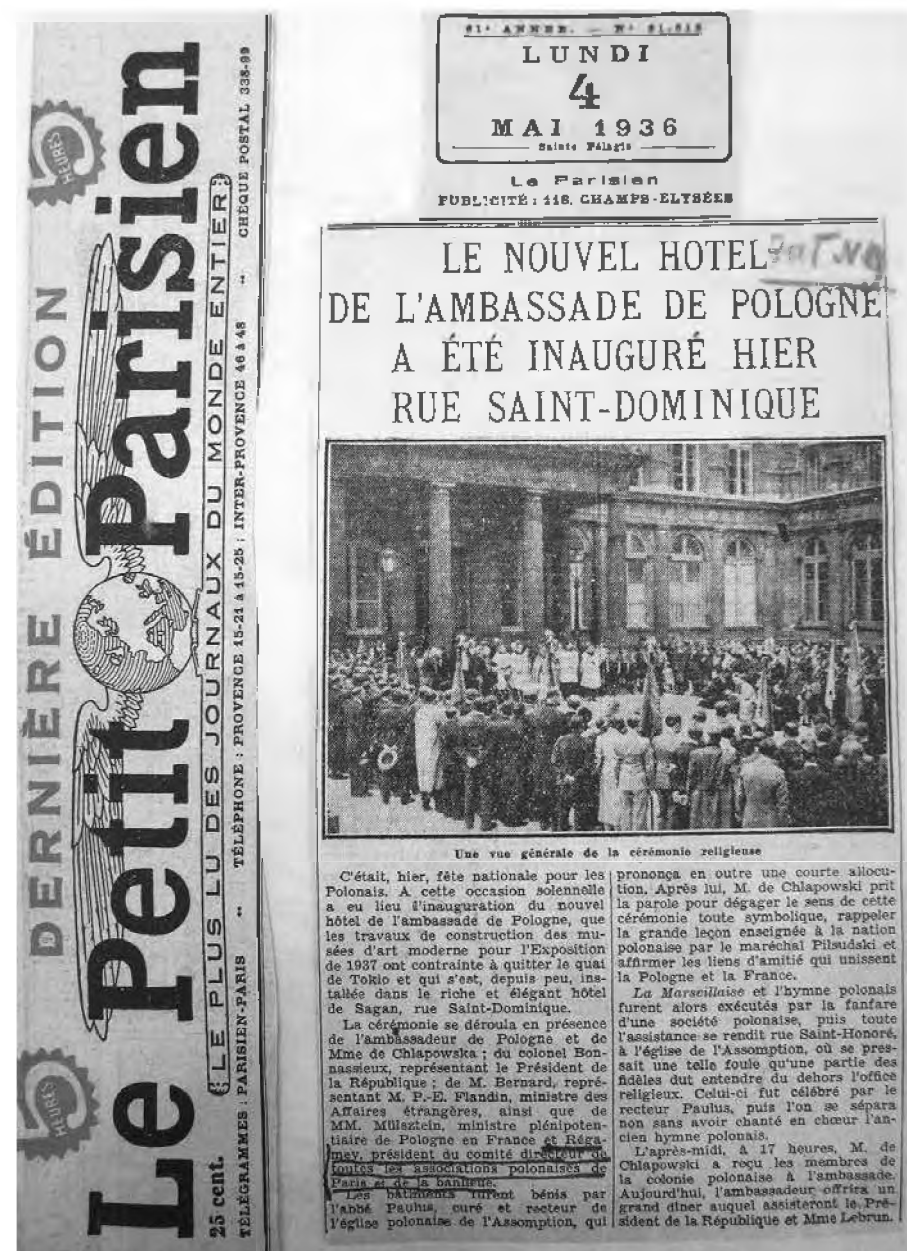 DERNIÈRE ÉDITION
5 HEURES
5 HEURES
Le Petit Parisien
25 cent.
LE PLUS LU DES JOURNAUX DU MONDE ENTIER
TÉLÉGRAMMES : PARISIEN-PARIS -- TÉLÉPHONE : PROVENCE 15-21 à 15-25 ; INTER-PROVENCE 46 à 48 -- CHÈQUE POSTAL 338-99
61e ANNÉE. — No 21.615
LUNDI
4
MAI 1936
Sainte Pélagie
Le Parisien
PUBLICITÉ : 118, CHAMPS-ELYSÉES
LE NOUVEL HOTEL
DE L'AMBASSADE DE POLOGNE
A ÉTÉ INAUGURÉ HIER
RUE SAINT-DOMINIQUE
Une vue générale de la cérémonie religieuse
C'était, hier, fête nationale pour les
Polonais. A cette occasion solennelle
a eu lieu l'inauguration du nouvel
hôtel de l'ambassade de Pologne, que
les travaux de construction des mu-
sées d'art moderne pour l'Exposition
de 1937 ont contrainte à quitter le quai
de Tokio et qui s'est, depuis peu, ins-
tallée dans le riche et élégant hôtel
de Sagan, rue Saint-Dominique.
La cérémonie se déroula en présence
de l'ambassadeur de Pologne et de
Mme de Chlapowska ; du colonel Bon-
nassieux, représentant le Président de
la République ; de M. Bernard, repré-
sentant M. P.-E. Flandin, ministre des
Affaires étrangères, ainsi que de
MM. Mülsztein, ministre plénipoten-
tiaire de Pologne en France et Réga-
mey, président du comité directeur de
toutes les associations polonaises de
Paris et de la banlieue.
Les bâtiments furent bénis par
l'abbé Paulus, curé et recteur de
l'église polonaise de l'Assomption, qui
prononça en outre une courte allocu-
tion. Après lui, M. de Chlapowski prit
la parole pour dégager le sens de cette
cérémonie toute symbolique, rappeler
la grande leçon enseignée à la nation
polonaise par le maréchal Pilsudski et
affirmer les liens d'amitié qui unissent
la Pologne et la France.
La Marseillaise et l'hymne polonais
furent alors exécutés par la fanfare
d'une société polonaise, puis toute
l'assistance se rendit rue Saint-Honoré,
à l'église de l'Assomption, où se pres-
sait une telle foule qu'une partie des
fidèles dut entendre du dehors l'office
religieux. Celui-ci fut célébré par le
recteur Paulus, puis l'on se sépara
non sans avoir chanté en chœur l'an-
cien hymne polonais.
L'après-midi, à 17 heures, M. de
Chlapowski a reçu les membres de
la colonie polonaise à l'ambassade.
Aujourd'hui, l'ambassadeur offrira un
grand dîner auquel assisteront le Pré-
sident de la République et Mme Lebrun.